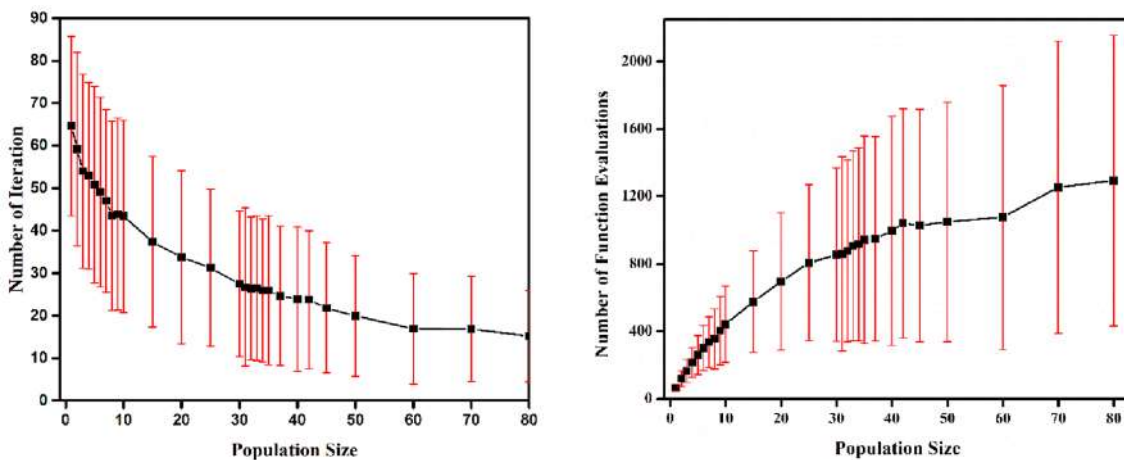 90
80
70
60
50
40
30
20
10
0
Number of Iteration
0 10 20 30 40 50 60 70 80
Population Size
2000
1600
1200
800
400
0
Number of Function Evaluations
0 10 20 30 40 50 60 70 80
Population Size